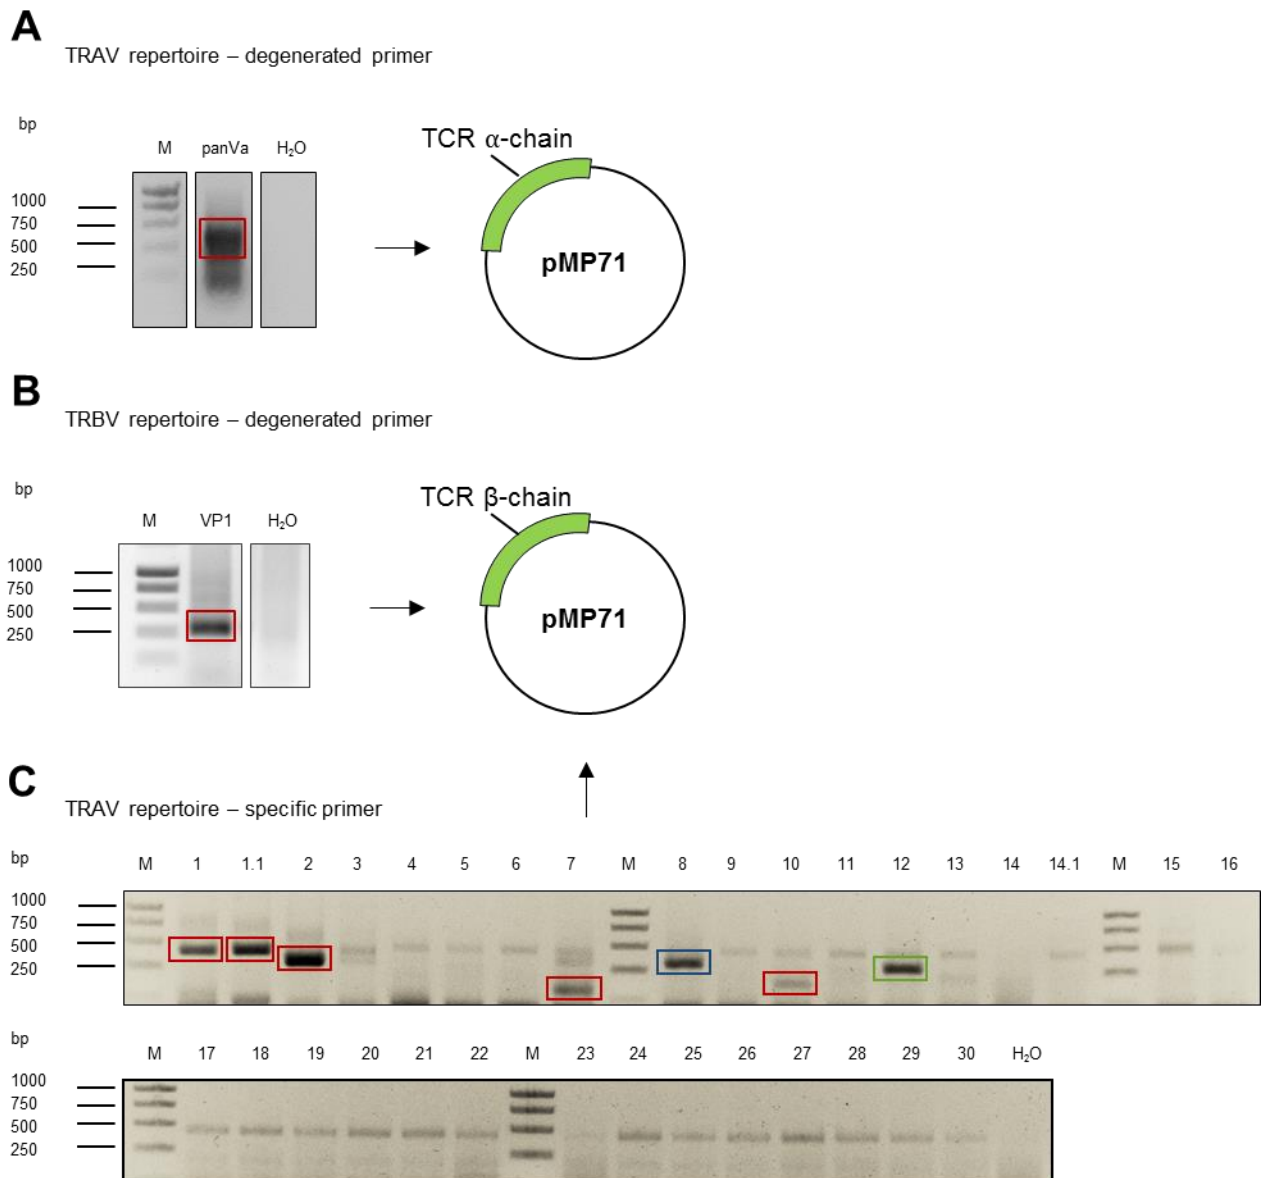 A
TRAV repertoire – degenerated primer
bp
M panVa H₂O
TCR α-chain
1000
750
500
250
pMP71
B
TRBV repertoire – degenerated primer
bp
M VP1 H₂O
TCR β-chain
1000
750
500
250
pMP71
C
TRAV repertoire – specific primer
bp
M 1 1.1 2 3 4 5 6 7 M 8 9 10 11 12 13 14 14.1 M 15 16
1000
750
500
250
bp
M 17 18 19 20 21 22 M 23 24 25 26 27 28 29 30 H₂O
1000
750
500
250